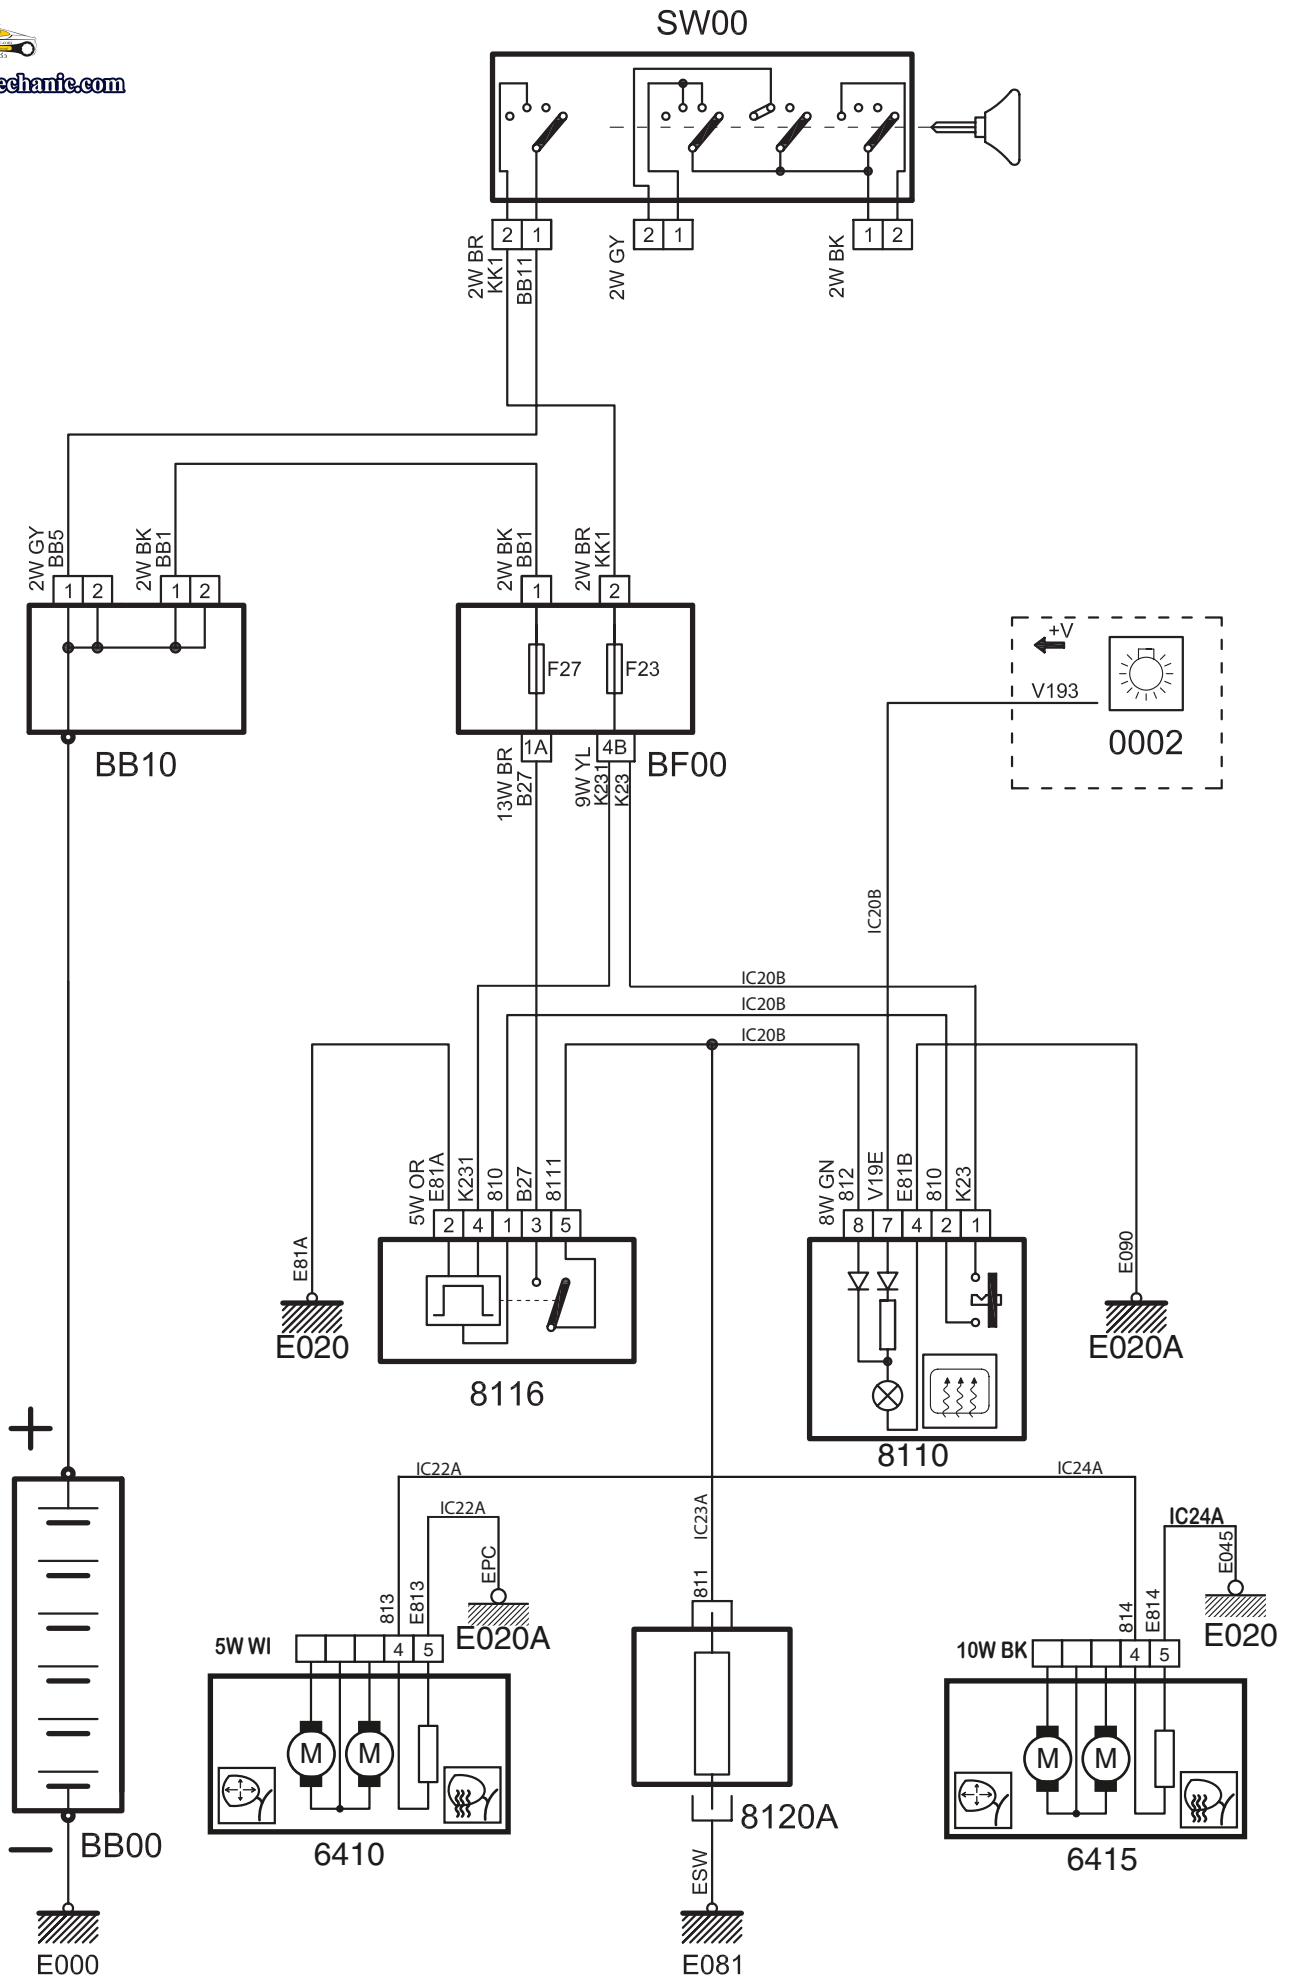 SW00
echanic.com
2 1
2 1
1 2
2W BR
KK1
BB11
2W GY
2W BK
2W GY
BB5
2W BK
BB1
2W BK
BB1
2W BR
KK1
1 2
1 2
1
2
F27
F23
+V
V193
0002
BB10
1A
4B
BF00
13W BR
B27
9W YL
K231
K23
IC20B
IC20B
IC20B
IC20B
5W OR
E81A
K231
810
B27
8111
8W GN
812
V19E
E81B
810
K23
2 4 1 3 5
8 7 4 2 1
E81A
E090
E020
E020A
8116
8110
+
IC22A
IC24A
IC22A
IC23A
IC24A
EPC
E045
813
E813
811
814
E814
E020A
E020
5W WI
4 5
10W BK
4 5
M M
M M
8120A
–
BB00
6410
6415
ESW
E000
E081